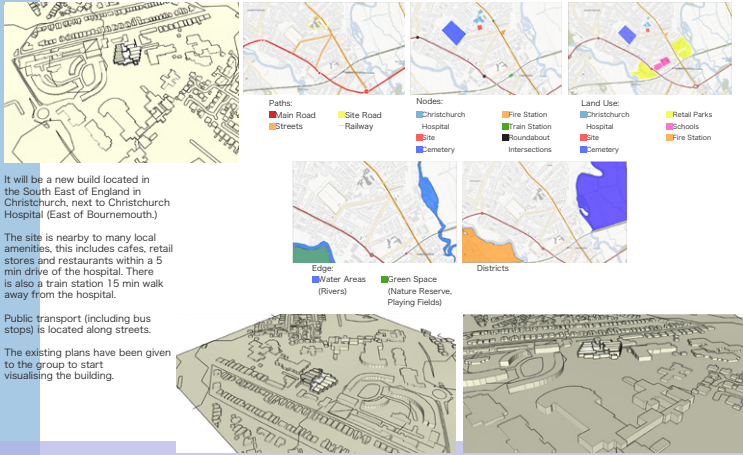 Paths:
Main Road
Streets
Site Road
Railway
Nodes:
Christchurch
Hospital
Site
Cemetery
Fire Station
Train Station
Roundabout
Intersections
Land Use:
Christchurch
Hospital
Site
Cemetery
Retail Parks
Schools
Fire Station
It will be a new build located in
the South East of England in
Christchurch, next to Christchurch
Hospital (East of Bournemouth.)
The site is nearby to many local
amenities, this includes cafes, retail
stores and restaurants within a 5
min drive of the hospital. There
is also a train station 15 min walk
away from the hospital.
Public transport (including bus
stops) is located along streets.
The existing plans have been given
to the group to start
visualising the building.
Edge:
Water Areas
(Rivers)
Green Space
(Nature Reserve,
Playing Fields)
Districts